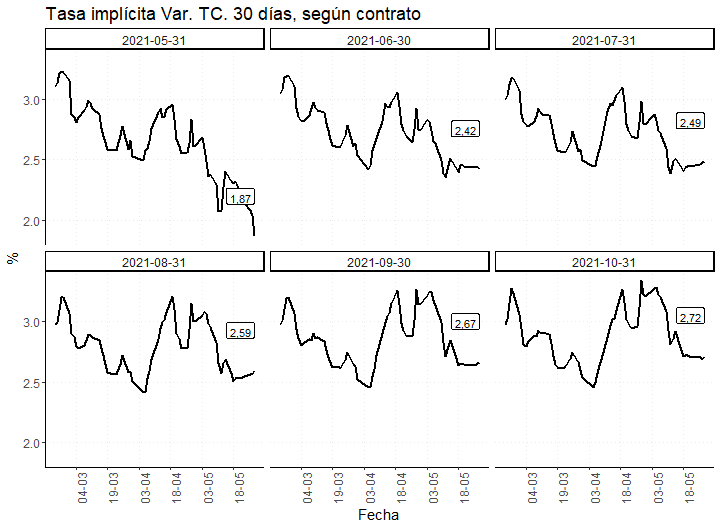 Tasa implícita Var. TC. 30 días, según contrato
2021-05-31 2021-06-30 2021-07-31
3.0
2.5
2.0
1,87
2,42
2,49
%
2021-08-31 2021-09-30 2021-10-31
3.0
2.5
2.0
2,59
2,67
2,72
04-03 19-03 03-04 18-04 03-05 18-05 04-03 19-03 03-04 18-04 03-05 18-05 04-03 19-03 03-04 18-04 03-05 18-05
Fecha